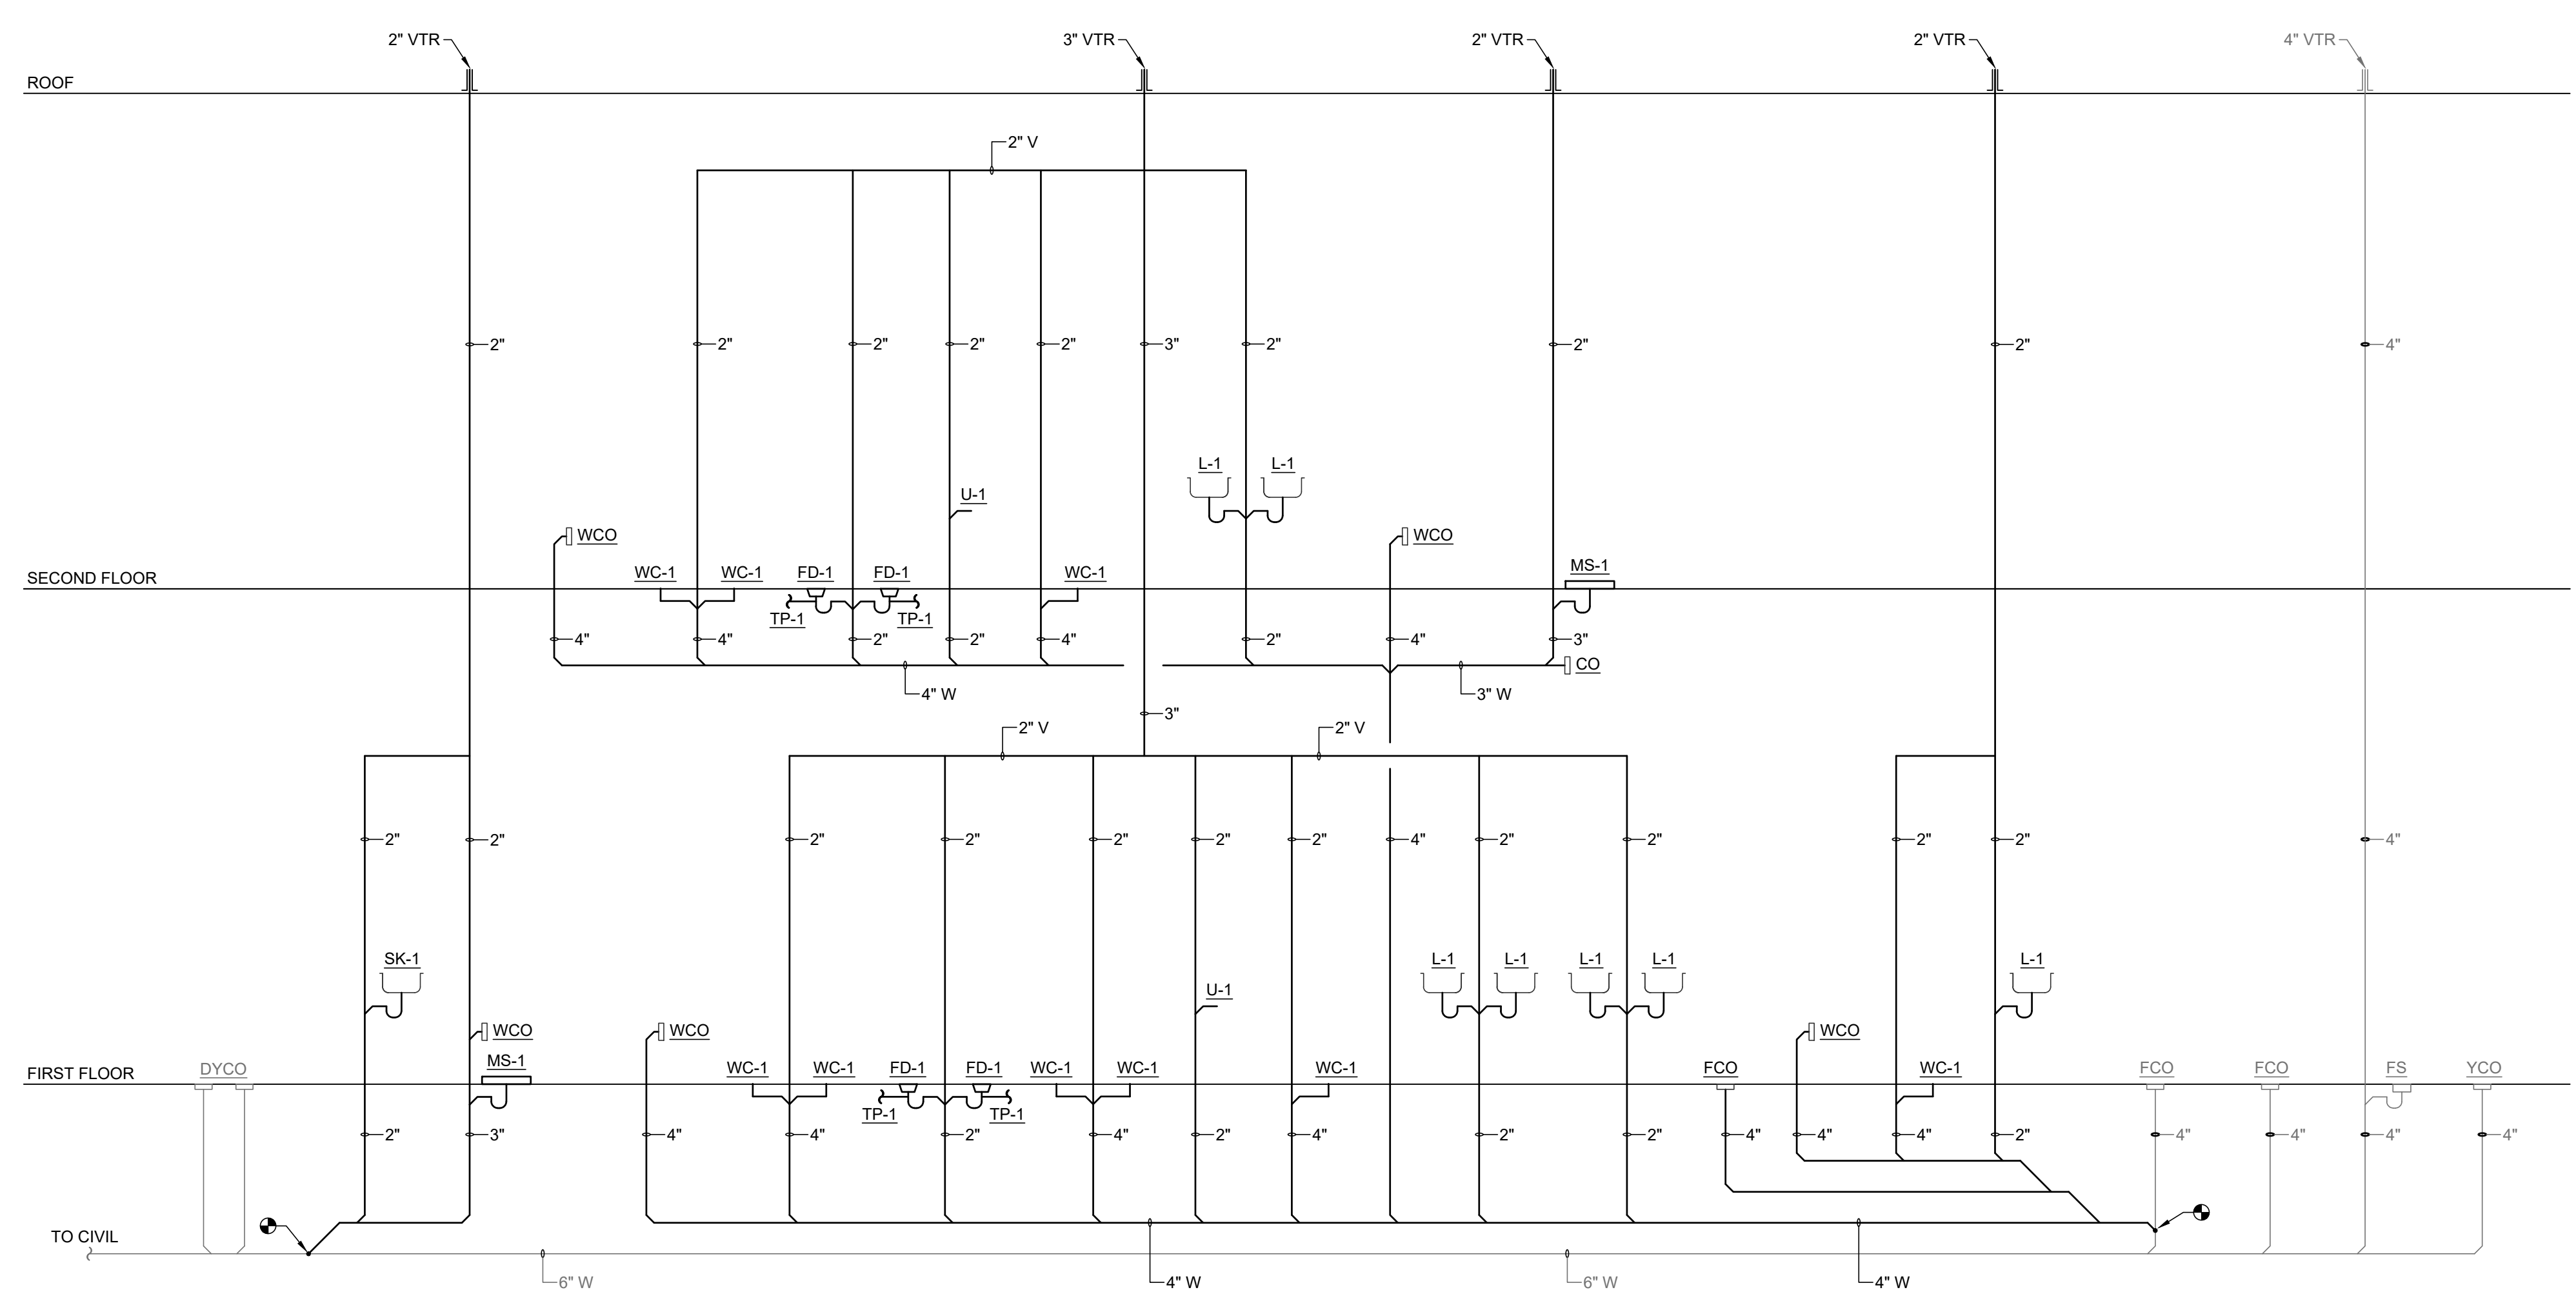 2" VTR
3" VTR
2" VTR
2" VTR
4" VTR
ROOF
2" V
2"
2"
2"
2"
2"
3"
2"
2"
2"
4"
L-1
L-1
U-1
WCO
WCO
SECOND FLOOR
WC-1
WC-1
FD-1
FD-1
WC-1
MS-1
TP-1
TP-1
4"
4"
2"
2"
4"
2"
4"
3"
CO
4" W
3" W
3"
2" V
2" V
2"
2"
2"
2"
2"
2"
2"
4"
2"
2"
2"
2"
4"
SK-1
L-1
L-1
L-1
L-1
L-1
U-1
WCO
WCO
WCO
FIRST FLOOR
DYCO
MS-1
WC-1
WC-1
FD-1
FD-1
WC-1
WC-1
WC-1
FCO
WC-1
FCO
FCO
FS
YCO
TP-1
TP-1
2"
3"
4"
4"
2"
4"
2"
4"
2"
2"
4"
4"
4"
2"
4"
4"
4"
4"
TO CIVIL
6" W
4" W
6" W
4" W